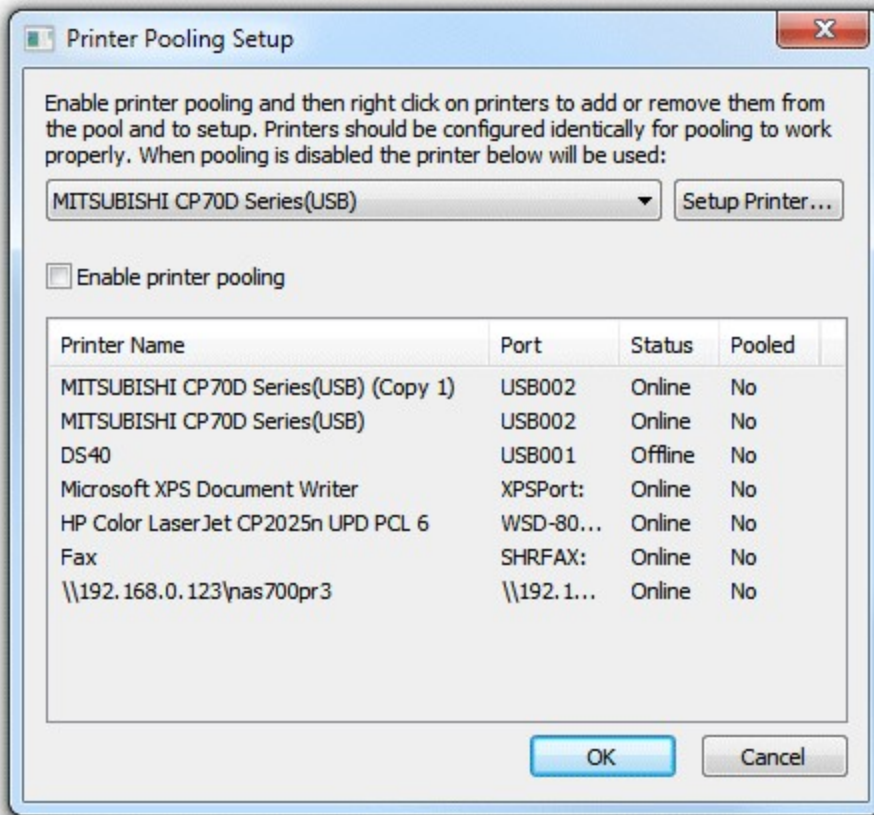 Printer Pooling Setup
Enable printer pooling and then right click on printers to add or remove them from
the pool and to setup. Printers should be configured identically for pooling to work
properly. When pooling is disabled the printer below will be used:
MITSUBISHI CP70D Series(USB) Setup Printer...
Enable printer pooling
Printer Name Port Status Pooled
MITSUBISHI CP70D Series(USB) (Copy 1) USB002 Online No
MITSUBISHI CP70D Series(USB) USB002 Online No
DS40 USB001 Offline No
Microsoft XPS Document Writer XPSPort: Online No
HP Color LaserJet CP2025n UPD PCL 6 WSD-80... Online No
Fax SHRFAX: Online No
\\192.168.0.123\nas700pr3 \\192.1... Online No
OK Cancel